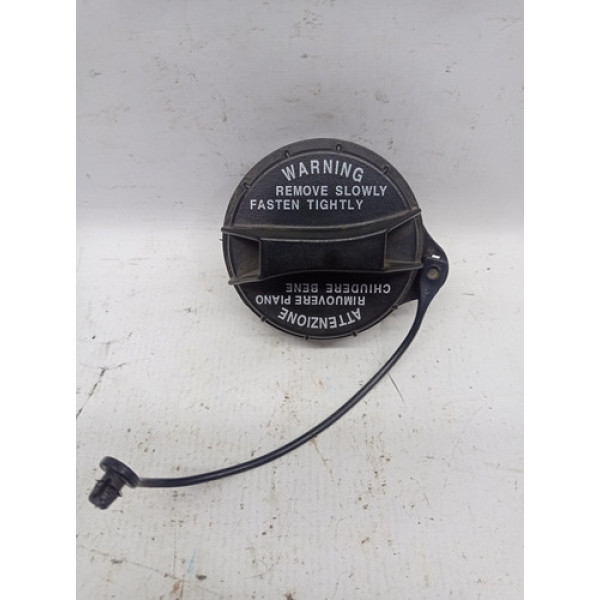 WARNING
REMOVE SLOWLY
FASTEN TIGHTLY
ATTENZIONE
RIMUOVERE PIANO
CHIUDERE BENE